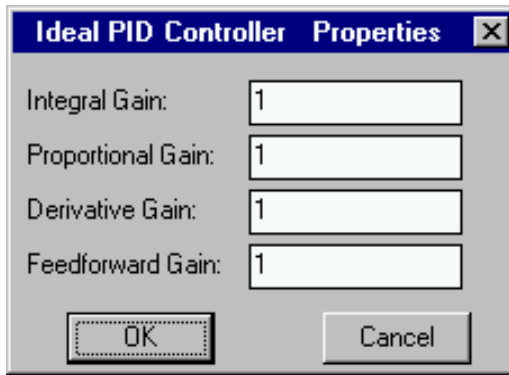 Ideal PID Controller Properties
Integral Gain: 1
Proportional Gain: 1
Derivative Gain: 1
Feedforward Gain: 1
OK Cancel